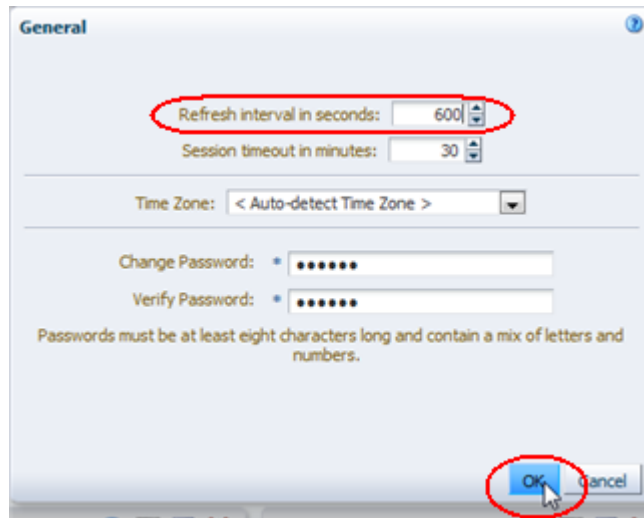 General
Refresh interval in seconds: 600
Session timeout in minutes: 30
Time Zone: < Auto-detect Time Zone >
Change Password: * ••••••
Verify Password: * ••••••
Passwords must be at least eight characters long and contain a mix of letters and
numbers.
OK Cancel